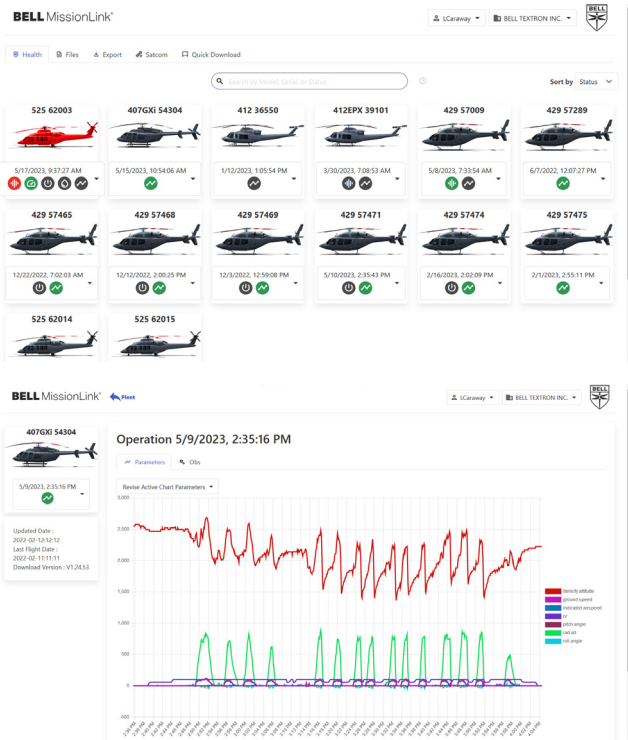 BELL MissionLink®
LCaraway
BELL TEXTRON INC.
BELL
Health Files Export Satcom Quick Download
Search by Model, Serial, or Status
Sort by Status
525 62003 407GXi 54304 412 36550 412EPX 39101 429 57009 429 57289
5/17/2023, 9:37:27 AM 5/15/2023, 10:54:06 AM 1/12/2023, 1:05:54 PM 3/30/2023, 7:08:53 AM 5/8/2023, 7:33:54 AM 6/7/2022, 12:07:27 PM
429 57465 429 57468 429 57469 429 57471 429 57474 429 57475
12/22/2022, 7:02:03 AM 12/12/2022, 2:00:25 PM 12/3/2022, 12:59:08 PM 5/10/2023, 2:35:43 PM 2/16/2023, 2:02:09 PM 2/1/2023, 2:55:11 PM
525 62014 525 62015
BELL MissionLink®
Fleet
LCaraway
BELL TEXTRON INC.
BELL
407GXi 54304
5/9/2023, 2:35:16 PM
Updated Date :
2022-02-12:12:12
Last Flight Date :
2022-02-11:11:11
Download Version : V1.24.53
Operation 5/9/2023, 2:35:16 PM
Parameters Obs
Revise Active Chart Parameters
3,000
2,500
2,000
1,500
1,000
500
0
-500
density altitude
ground speed
indicated airspeed
nr
pitch angle
rad alt
roll angle